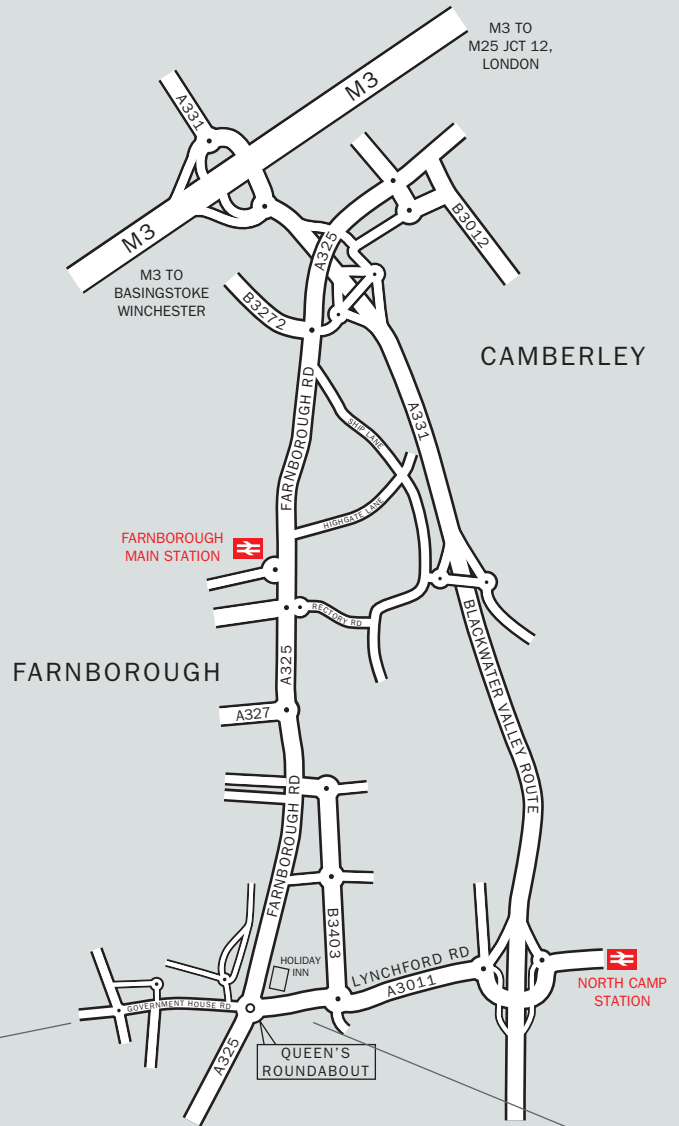 M3 TO
M25 JCT 12,
LONDON
M3
A331
M3
A325
B3012
M3 TO
BASINGSTOKE
WINCHESTER
B3272
CAMBERLEY
FARNBOROUGH RD
A331
SHIP LANE
HIGHGATE LANE
FARNBOROUGH
MAIN STATION
RECTORY RD
BLACKWATER VALLEY ROUTE
A325
FARNBOROUGH
A327
FARNBOROUGH RD
B3403
HOLIDAY
INN
LYNCHFORD RD
A3011
NORTH CAMP
STATION
GOVERNMENT HOUSE RD
A325
QUEEN'S
ROUNDABOUT